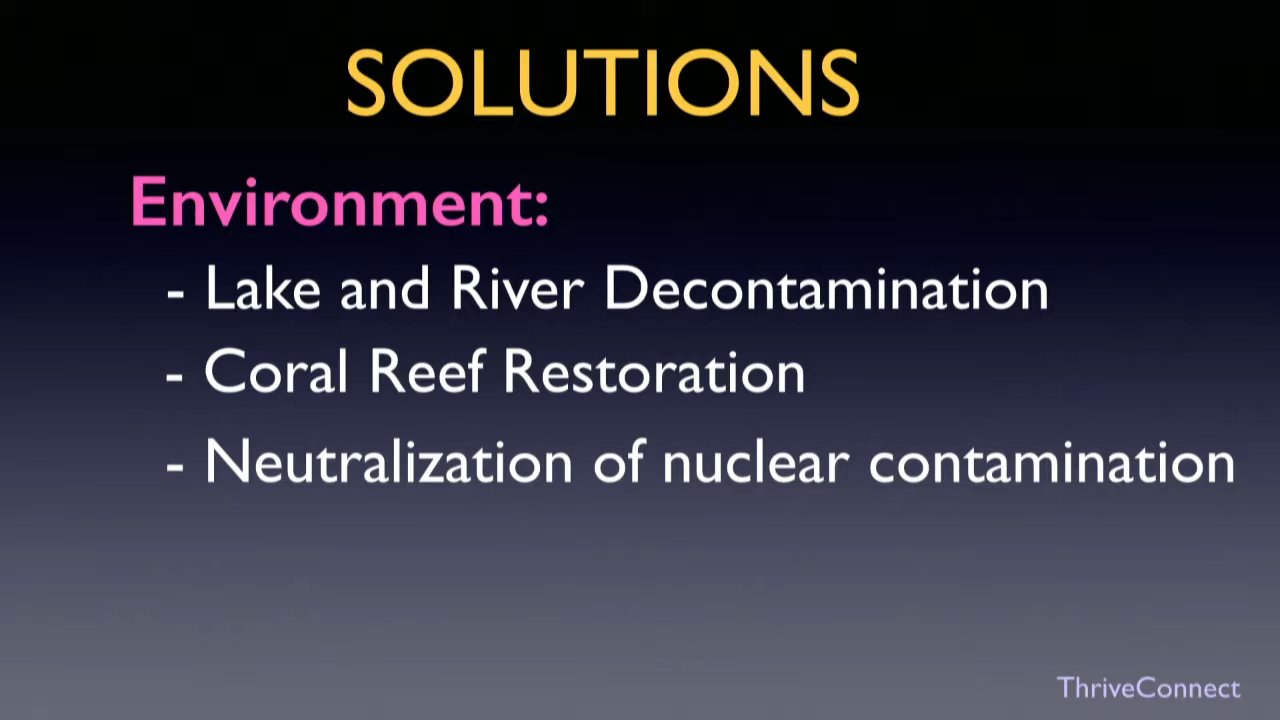 SOLUTIONS
Environment:
- Lake and River Decontamination
- Coral Reef Restoration
- Neutralization of nuclear contamination
ThriveConnect